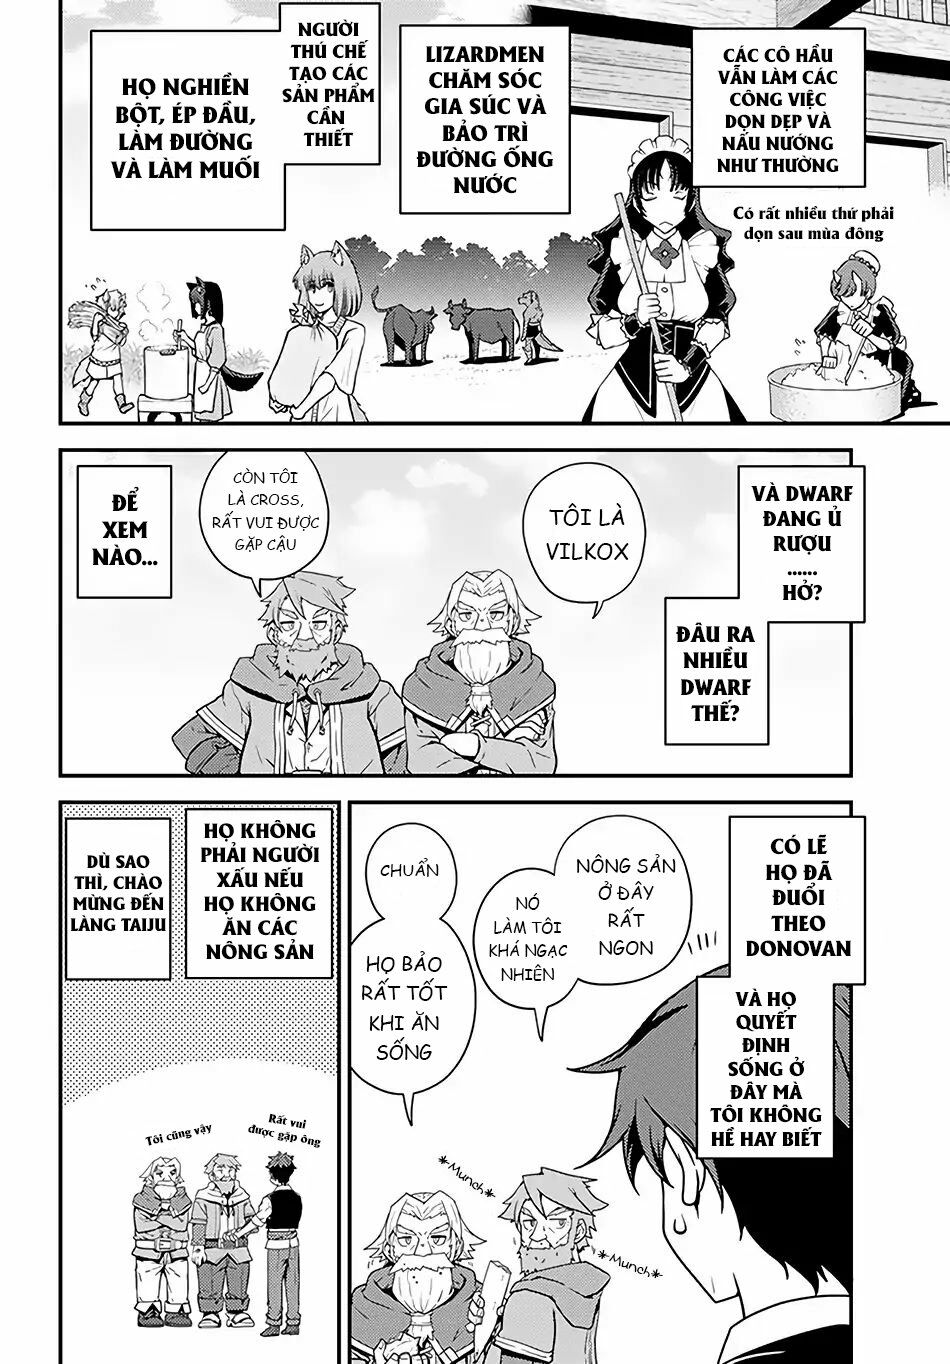 CÁC CÔ HẦU
VẪN LÀM CÁC
CÔNG VIỆC
DỌN DẸP VÀ
NẤU NƯỚNG
NHƯ THƯỜNG
Có rất nhiều thứ phải
dọn sau mùa đông
LIZARDMEN
CHĂM SÓC
GIA SÚC VÀ
BẢO TRÌ
ĐƯỜNG ỐNG
NƯỚC
NGƯỜI
THÚ CHẾ
TẠO CÁC
SẢN PHẨM
CẦN
THIẾT
HỌ NGHIỀN
BỘT, ÉP ĐẦU,
LÀM ĐƯỜNG
VÀ LÀM MUỐI
VÀ DWARF
ĐANG Ủ
RƯỢU
......
HỞ?
ĐÂU RA
NHIỀU
DWARF
THẾ?
TÔI LÀ
VILKOX
CÒN TÔI
LÀ CROSS,
RẤT VUI ĐƯỢC
GẶP CẬU
ĐỂ
XEM
NÀO...
CÓ LẼ
HỌ ĐÃ
ĐUỔI
THEO
DONOVAN
VÀ HỌ
QUYẾT
ĐỊNH
SỐNG Ở
ĐÂY MÀ
TÔI KHÔNG
HỀ HAY BIẾT
NÔNG SẢN
Ở ĐÂY
RẤT
NGON
NÓ
LÀM TÔI
KHÁ NGẠC
NHIÊN
CHUẨN
HỌ BẢO
RẤT TỐT
KHI ĂN
SỐNG
*Munch*
*Munch*
HỌ KHÔNG
PHẢI NGƯỜI
XẤU NẾU
HỌ KHÔNG
ĂN CÁC
NÔNG SẢN
DÙ SAO
THÌ, CHÀO
MỪNG ĐẾN
LÀNG TAIJU
Rất vui
được gặp ông
Tôi cũng vậy